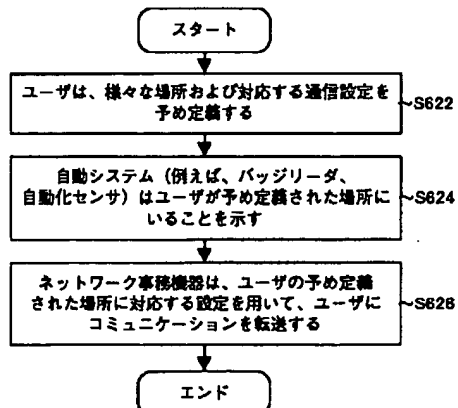 スタート
ユーザは、様々な場所および対応する通信設定を
予め定義する
S622
自動システム（例えば、バッジリーダ、
自動化センサ）はユーザが予め定義された場所に
いることを示す
S624
ネットワーク事務機器は、ユーザの予め定義
された場所に対応する設定を用いて、ユーザに
コミュニケーションを転送する
S626
エンド